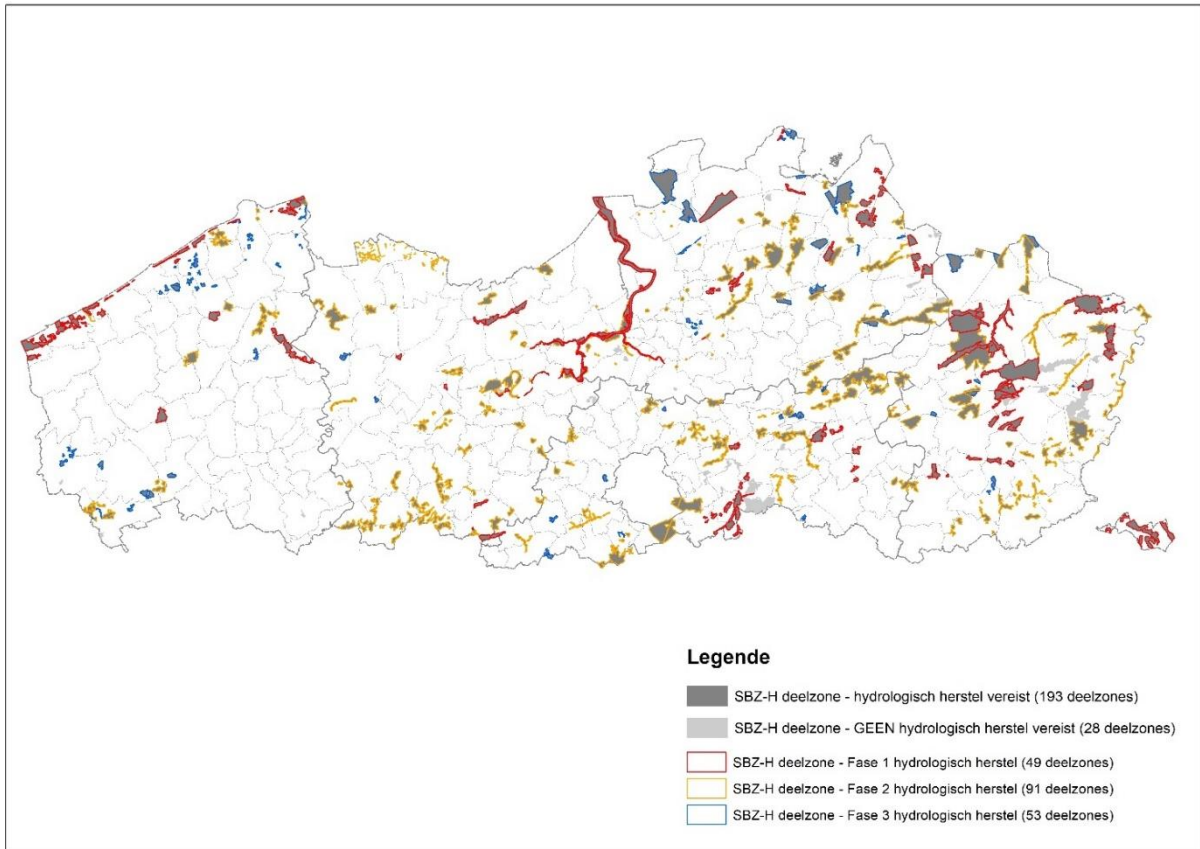 Legende
SBZ-H deelzone - hydrologisch herstel vereist (193 deelzones)
SBZ-H deelzone - GEEN hydrologisch herstel vereist (28 deelzones)
SBZ-H deelzone - Fase 1 hydrologisch herstel (49 deelzones)
SBZ-H deelzone - Fase 2 hydrologisch herstel (91 deelzones)
SBZ-H deelzone - Fase 3 hydrologisch herstel (53 deelzones)